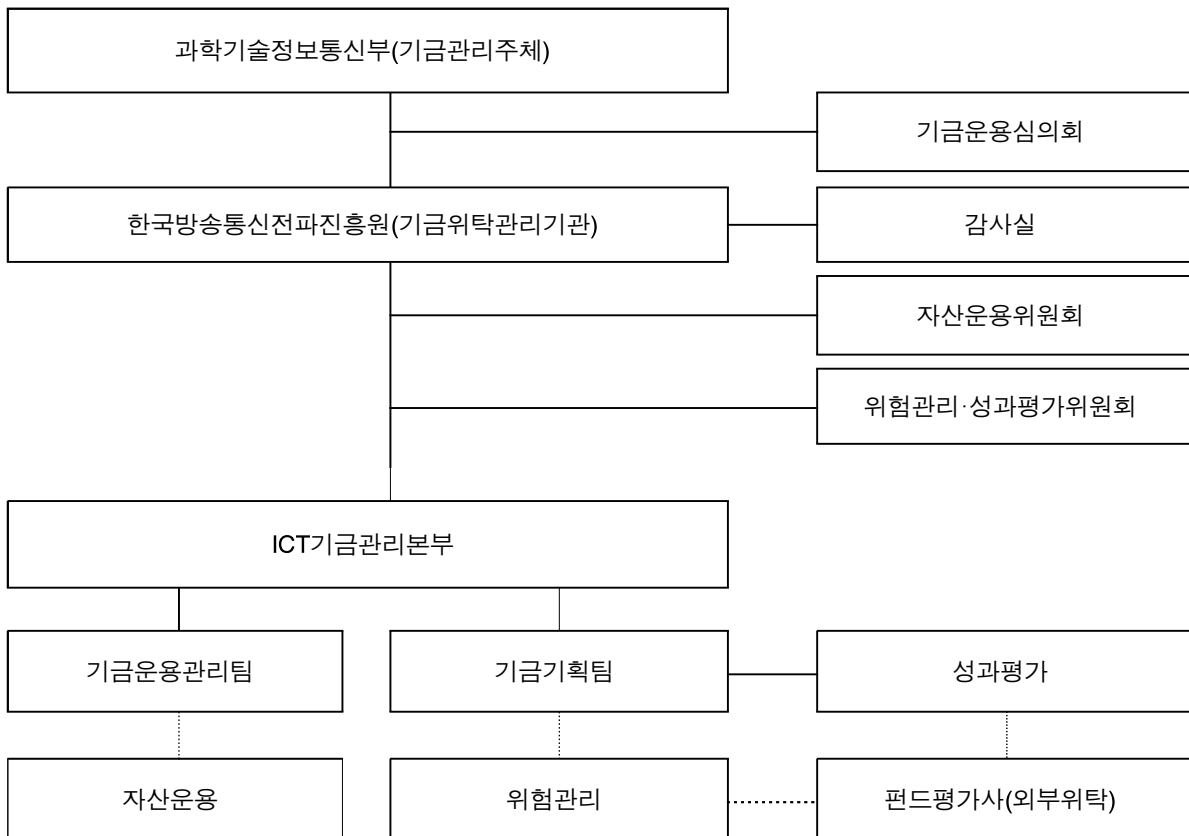 과학기술정보통신부(기금관리주체)
기금운용심의회
한국방송통신전파진흥원(기금위탁관리기관)
감사실
자산운용위원회
위험관리·성과평가위원회
ICT기금관리본부
기금운용관리팀
기금기획팀
성과평가
자산운용
위험관리
펀드평가사(외부위탁)